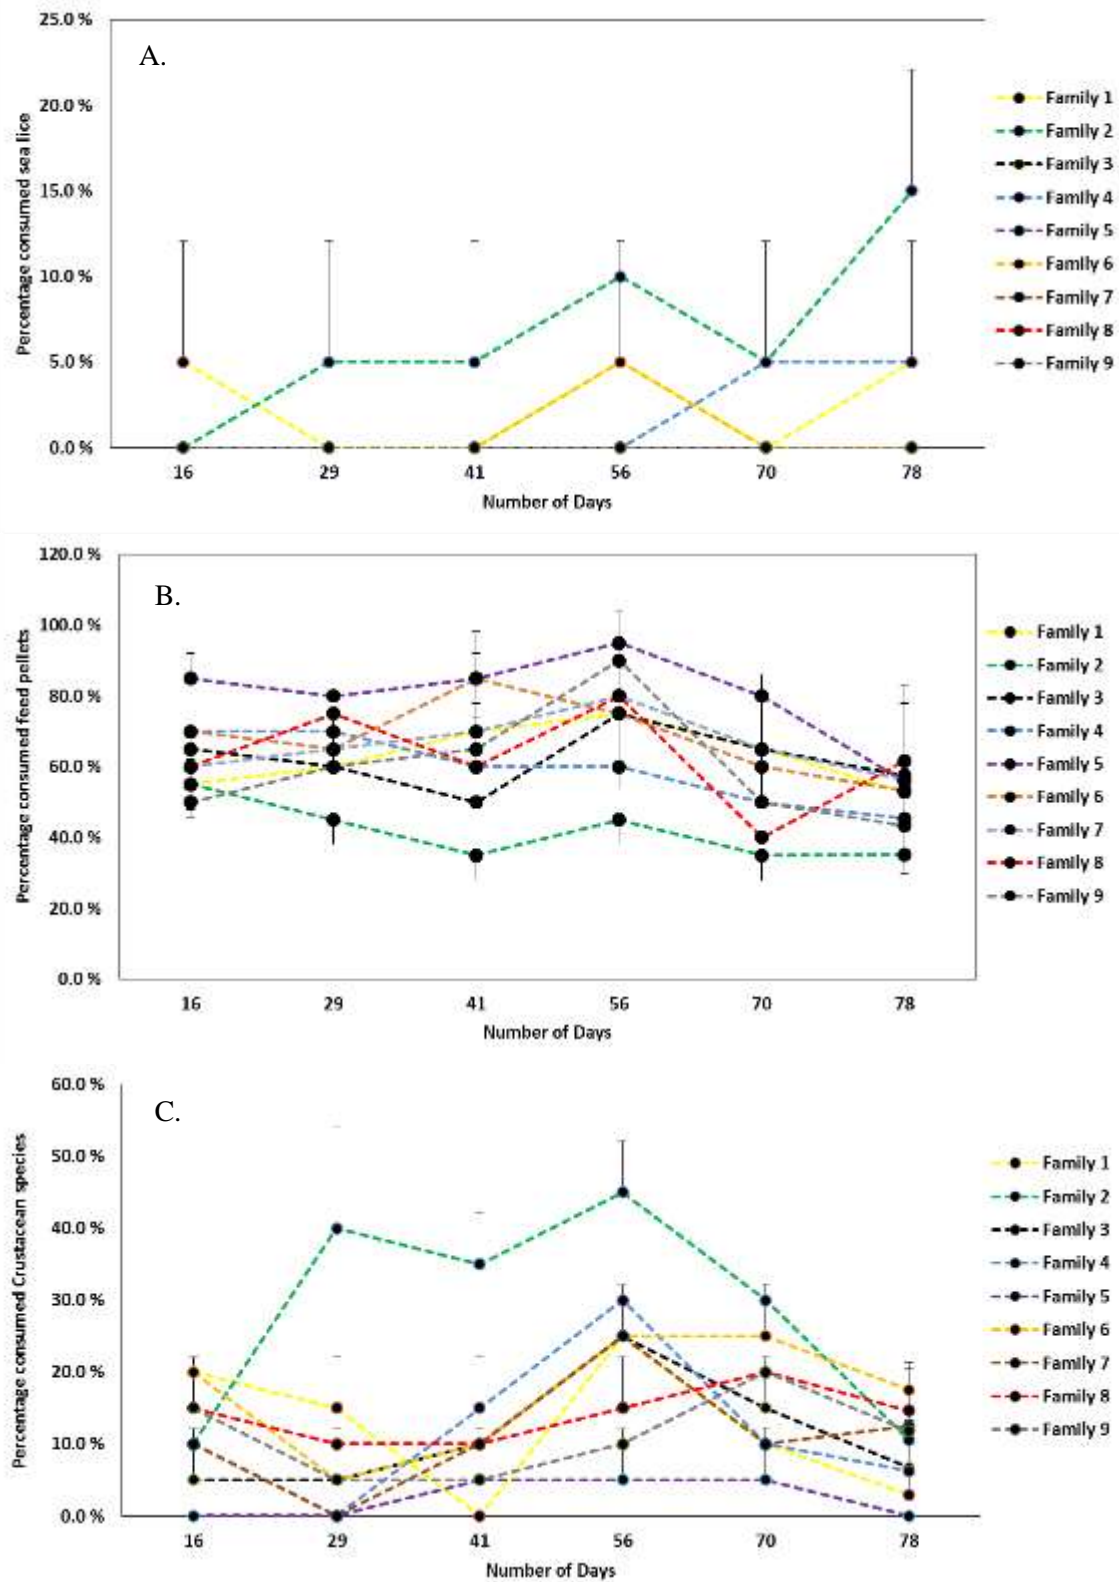 A.
Percentage consumed sea lice
25.0 %
20.0 %
15.0 %
10.0 %
5.0 %
0.0 %
16 29 41 56 70 78
Number of Days
Family 1
Family 2
Family 3
Family 4
Family 5
Family 6
Family 7
Family 8
Family 9
B.
Percentage consumed feed pellets
120.0 %
100.0 %
80.0 %
60.0 %
40.0 %
20.0 %
0.0 %
16 29 41 56 70 78
Number of Days
Family 1
Family 2
Family 3
Family 4
Family 5
Family 6
Family 7
Family 8
Family 9
C.
Percentage consumed Crustacean species
60.0 %
50.0 %
40.0 %
30.0 %
20.0 %
10.0 %
0.0 %
16 29 41 56 70 78
Number of Days
Family 1
Family 2
Family 3
Family 4
Family 5
Family 6
Family 7
Family 8
Family 9